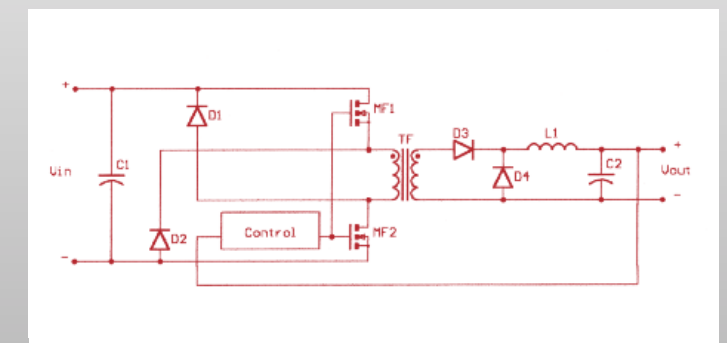 +
D1
MF1
TF
D3
L1
+
Vin
C1
D4
C2
Vout
D2
Control
MF2
-
-